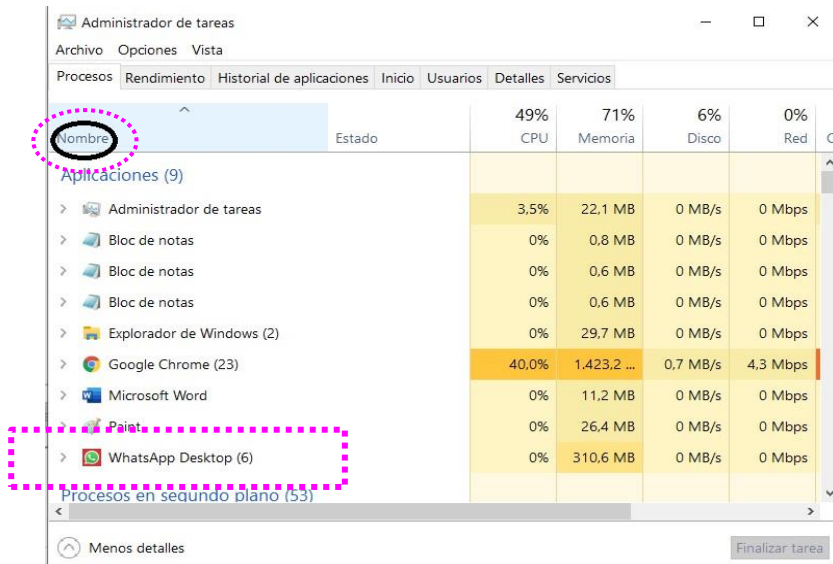 Administrador de tareas
Archivo Opciones Vista
Procesos Rendimiento Historial de aplicaciones Inicio Usuarios Detalles Servicios
49% 71% 6% 0%
Nombre Estado CPU Memoria Disco Red C
Aplicaciones (9)
Administrador de tareas 3,5% 22,1 MB 0 MB/s 0 Mbps
Bloc de notas 0% 0,8 MB 0 MB/s 0 Mbps
Bloc de notas 0% 0,6 MB 0 MB/s 0 Mbps
Bloc de notas 0% 0,6 MB 0 MB/s 0 Mbps
Explorador de Windows (2) 0% 29,7 MB 0 MB/s 0 Mbps
Google Chrome (23) 40,0% 1.423,2 ... 0,7 MB/s 4,3 Mbps
Microsoft Word 0% 11,2 MB 0 MB/s 0 Mbps
Paint 0% 26,4 MB 0 MB/s 0 Mbps
WhatsApp Desktop (6) 0% 310,6 MB 0 MB/s 0 Mbps
Procesos en segundo plano (53)
Menos detalles Finalizar tarea